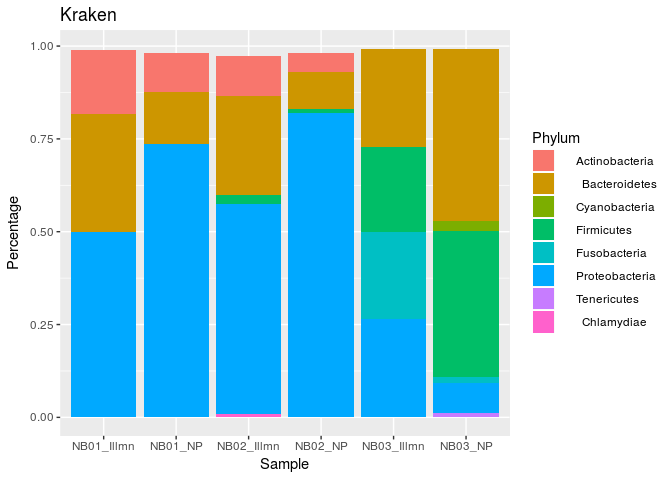 Kraken
1.00
0.75
0.50
0.25
0.00
Percentage
NB01_Illmn NB01_NP NB02_Illmn NB02_NP NB03_Illmn NB03_NP
Sample
Phylum
Actinobacteria
Bacteroidetes
Cyanobacteria
Firmicutes
Fusobacteria
Proteobacteria
Tenericutes
Chlamydiae